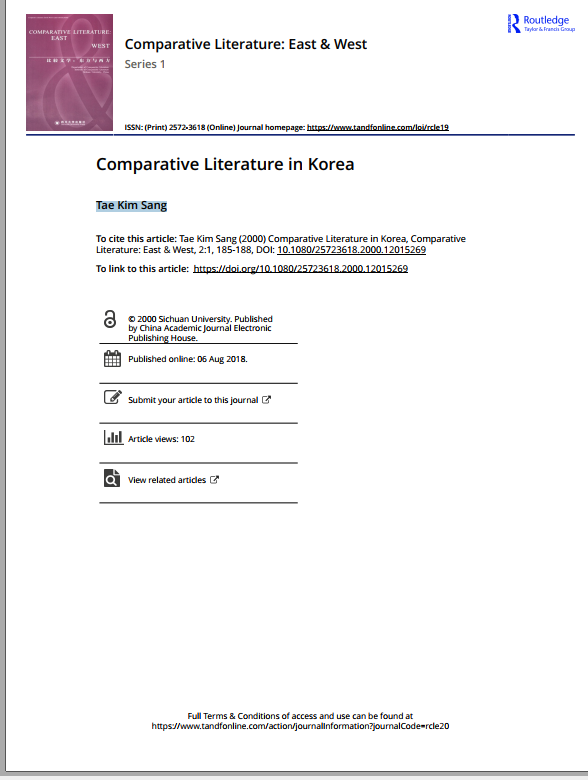 COMPARATIVE LITERATURE:
EAST
WEST
比较文学:东方与西方
Routledge
Taylor & Francis Group
Comparative Literature: East & West
Series 1
ISSN: (Print) 2572-3618 (Online) Journal homepage: https://www.tandfonline.com/loi/rcle19
Comparative Literature in Korea
Tae Kim Sang
To cite this article: Tae Kim Sang (2000) Comparative Literature in Korea, Comparative
Literature: East & West, 2:1, 185-188, DOI: 10.1080/25723618.2000.12015269
To link to this article: https://doi.org/10.1080/25723618.2000.12015269
© 2000 Sichuan University. Published
by China Academic Journal Electronic
Publishing House.
Published online: 06 Aug 2018.
Submit your article to this journal
Article views: 102
View related articles
Full Terms & Conditions of access and use can be found at
https://www.tandfonline.com/action/journalInformation?journalCode=rcle20